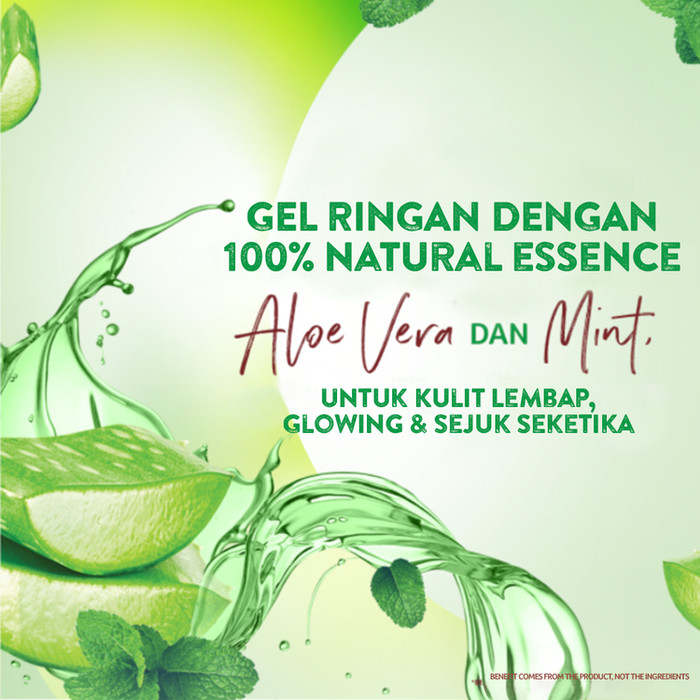 GEL RINGAN DENGAN
100% NATURAL ESSENCE
Aloe Vera DAN Mint,
UNTUK KULIT LEMBAP,
GLOWING & SEJUK SEKETIKA
BENEFIT COMES FROM THE PRODUCT, NOT THE INGREDIENTS